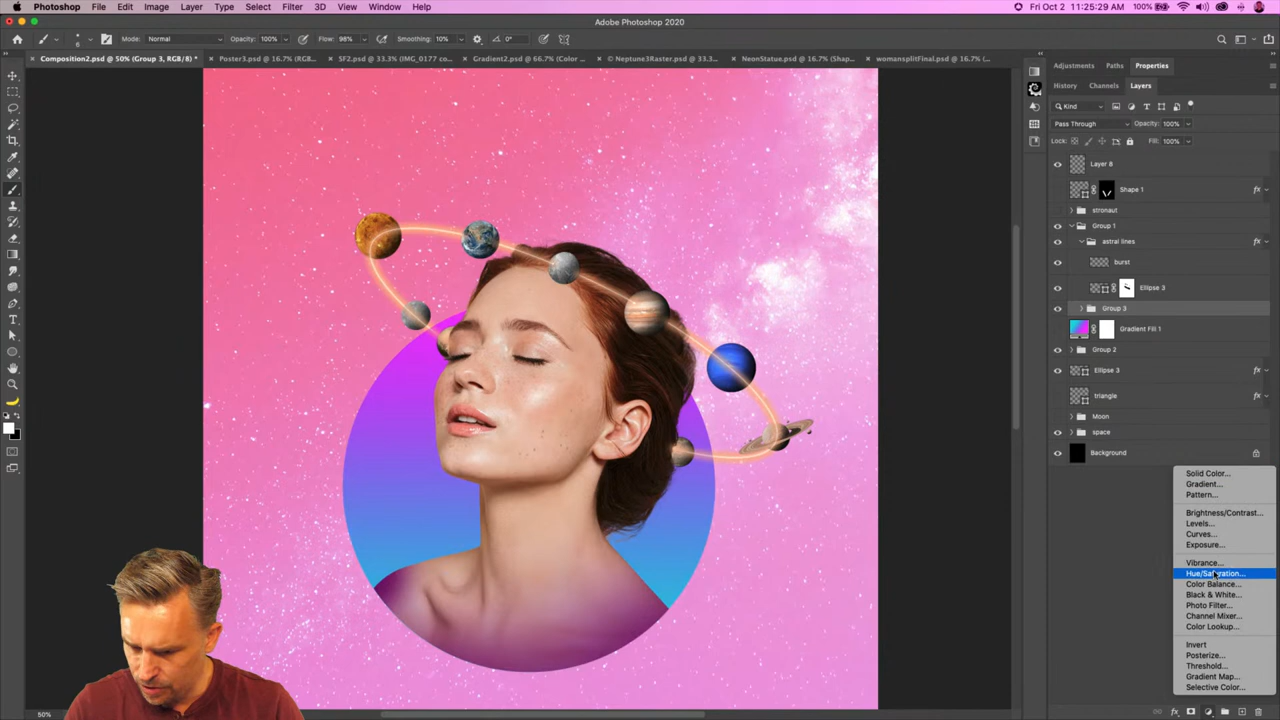 Photoshop File Edit Image Layer Type Select Filter 3D View Window Help 100% Fri Oct 2 11:25:29 AM
Adobe Photoshop 2020
6 Mode: Normal Opacity: 100% Flow: 98% Smoothing: 10% 0°
× Composition2.psd @ 50% (Group 3, RGB/8) * × Poster3.psd @ 16.7% (RGB... × SF2.psd @ 33.3% (IMG_0177 co... × Gradient2.psd @ 66.7% (Color ... × © Neptune3Raster @ 33.3... × NeonStatue.psd @ 16.7% (Shap... × womansplitFinal.psd @ 16.7% (...
Adjustments Paths Properties
History Channels Layers
Kind
Pass Through Opacity: 100%
Lock: Fill: 100%
Layer 8
Shape 1 fx
stronaut
Group 1
astral lines fx
burst
Ellipse 3
Group 3
Gradient Fill 1
Group 2
Ellipse 3 fx
triangle
Moon
space
Background
Solid Color...
Gradient...
Pattern...
Brightness/Contrast...
Levels...
Curves...
Exposure...
Vibrance...
Hue/Saturation...
Color Balance...
Black & White...
Photo Filter...
Channel Mixer...
Color Lookup...
Invert
Posterize...
Threshold...
Gradient Map...
Selective Color...
50%
fx